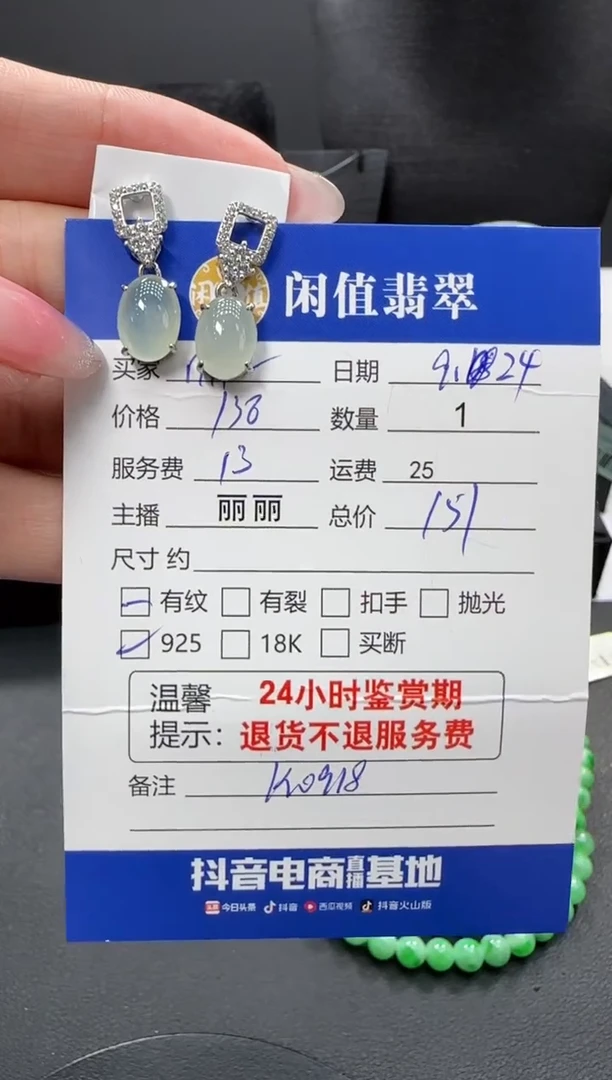 闲值翡翠
买家 日期 9. 24
价格 138 数量 1
服务费 13 运费 25
主播 丽丽 总价 151
尺寸 约
有纹 有裂 扣手 抛光
925 18K 买断
温馨提示： 24小时鉴赏期
退货不退服务费
备注 K0918
抖音电商直播基地
今日头条 抖音 西瓜视频 抖音火山版